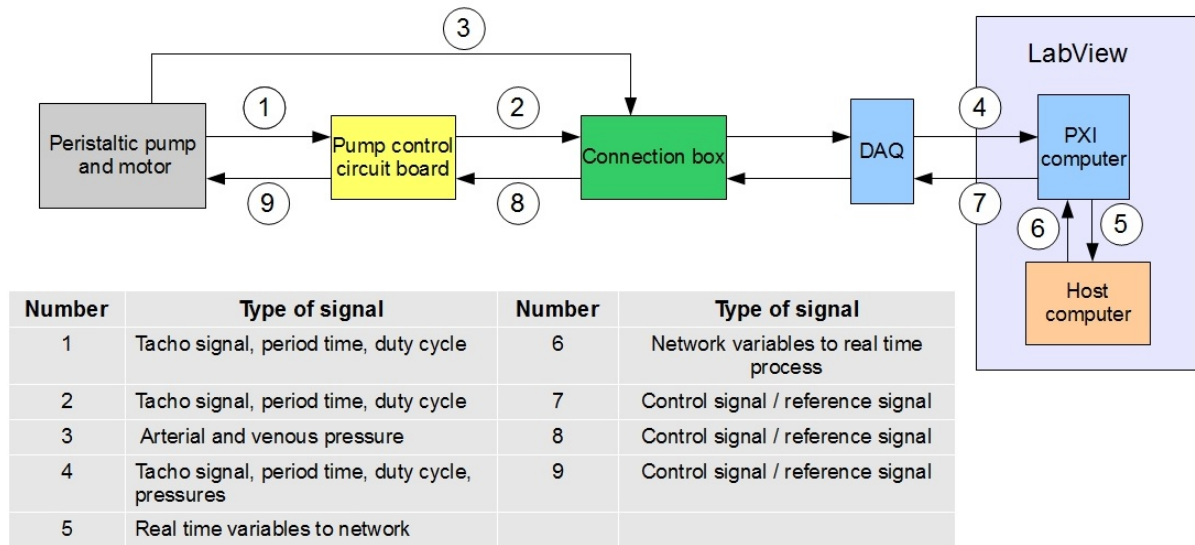 3
LabView
1
2
4
Peristaltic pump
and motor
Pump control
circuit board
Connection box
DAQ
PXI
computer
9
8
7
6
5
Host
computer
Number Type of signal Number Type of signal
1 Tacho signal, period time, duty cycle 6 Network variables to real time
process
2 Tacho signal, period time, duty cycle 7 Control signal / reference signal
3 Arterial and venous pressure 8 Control signal / reference signal
4 Tacho signal, period time, duty cycle, 9 Control signal / reference signal
pressures
5 Real time variables to network